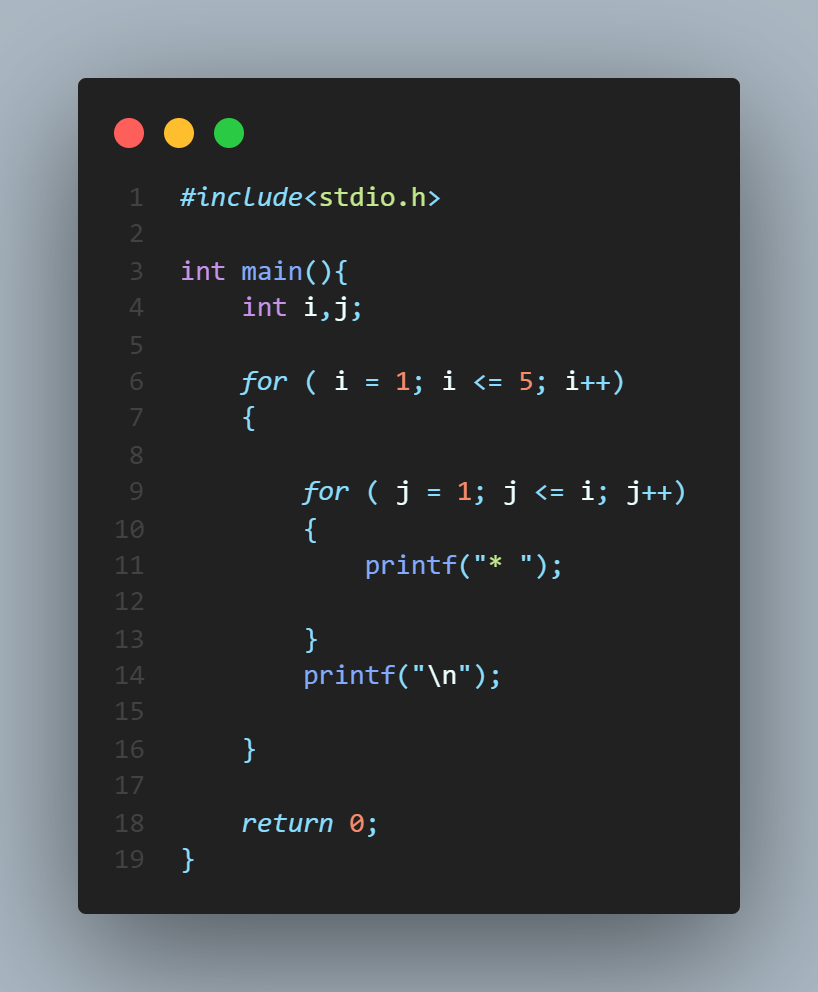 1 #include<stdio.h>
2
3 int main(){
4     int i,j;
5
6     for ( i = 1; i <= 5; i++)
7     {
8
9         for ( j = 1; j <= i; j++)
10         {
11             printf("* ");
12
13         }
14         printf("\n");
15
16     }
17
18     return 0;
19 }